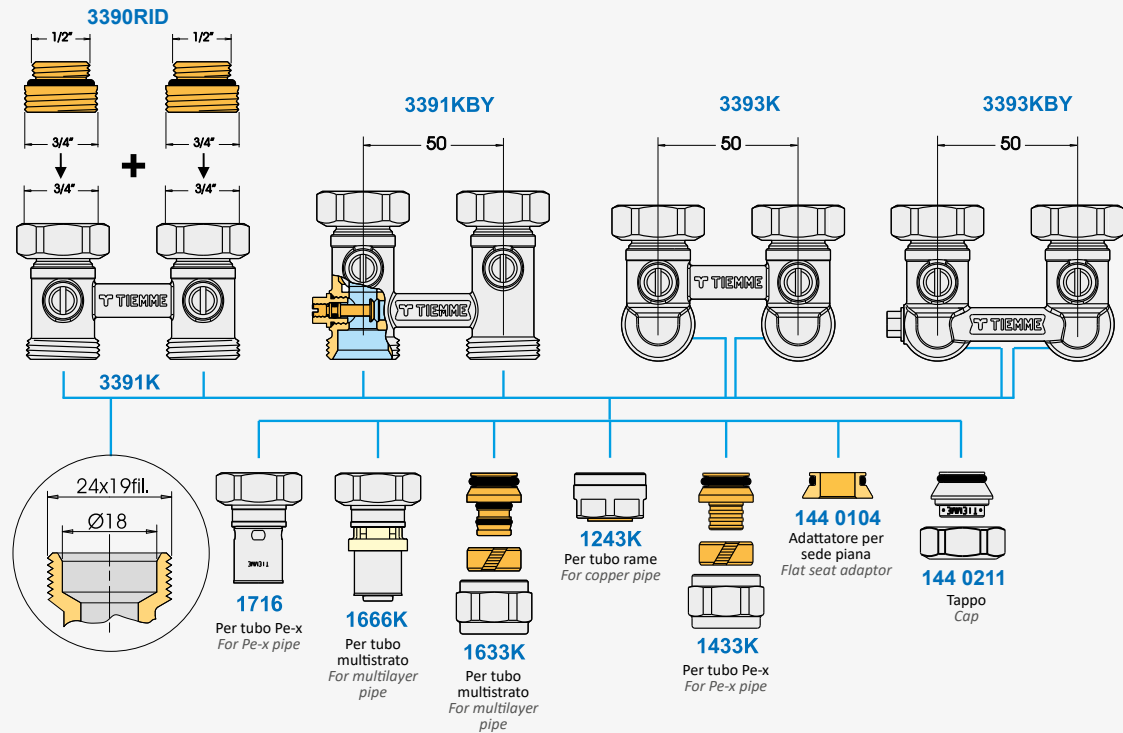 3390RID
1/2"
1/2"
3/4"
3/4"
+
3/4"
3/4"
TIEMME
3391K
3391KBY
50
TIEMME
3393K
50
TIEMME
3393KBY
50
TIEMME
24x19fil.
Ø18
TIEMME
1716
Per tubo Pe-x
For Pe-x pipe
1666K
Per tubo
multistrato
For multilayer
pipe
1633K
Per tubo
multistrato
For multilayer
pipe
1243K
Per tubo rame
For copper pipe
1433K
Per tubo Pe-x
For Pe-x pipe
144 0104
Adattatore per
sede piana
Flat seat adaptor
TIEMME
144 0211
Tappo
Cap